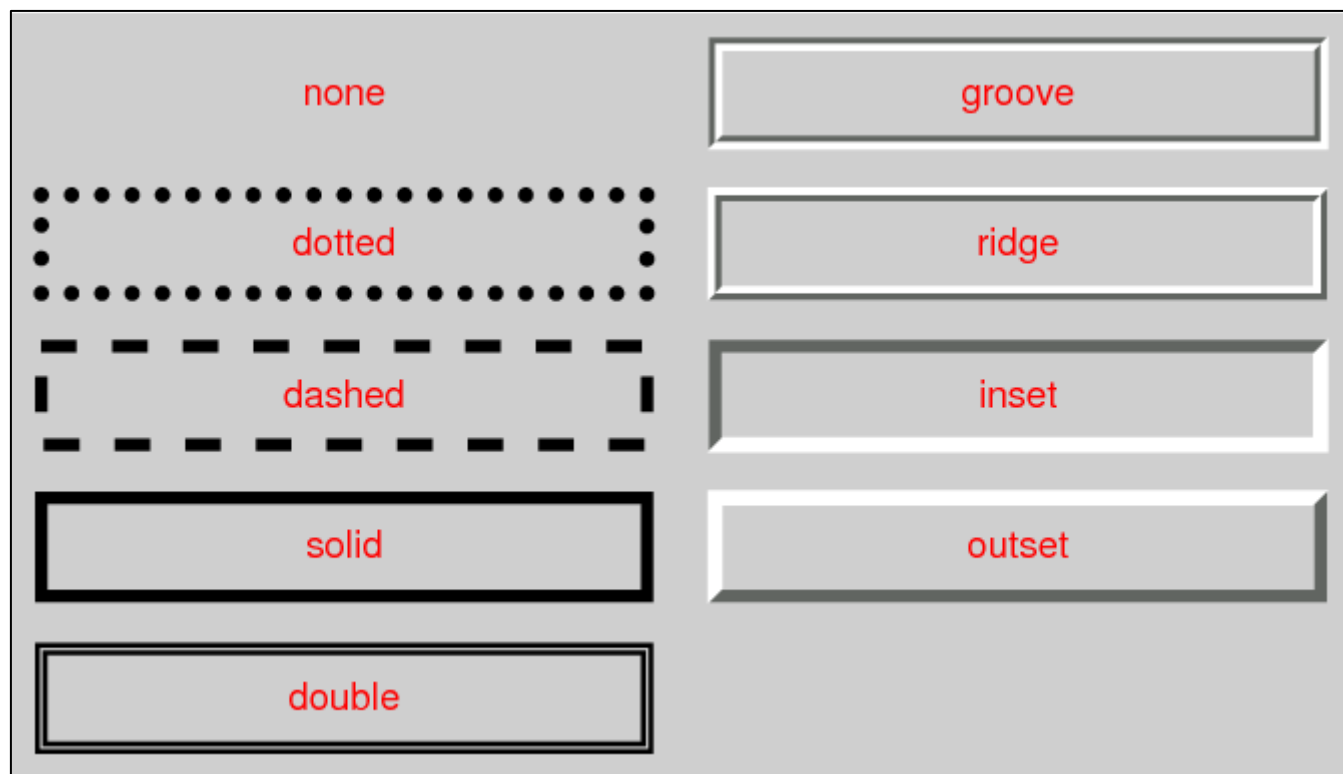 none
dotted
dashed
solid
double
groove
ridge
inset
outset